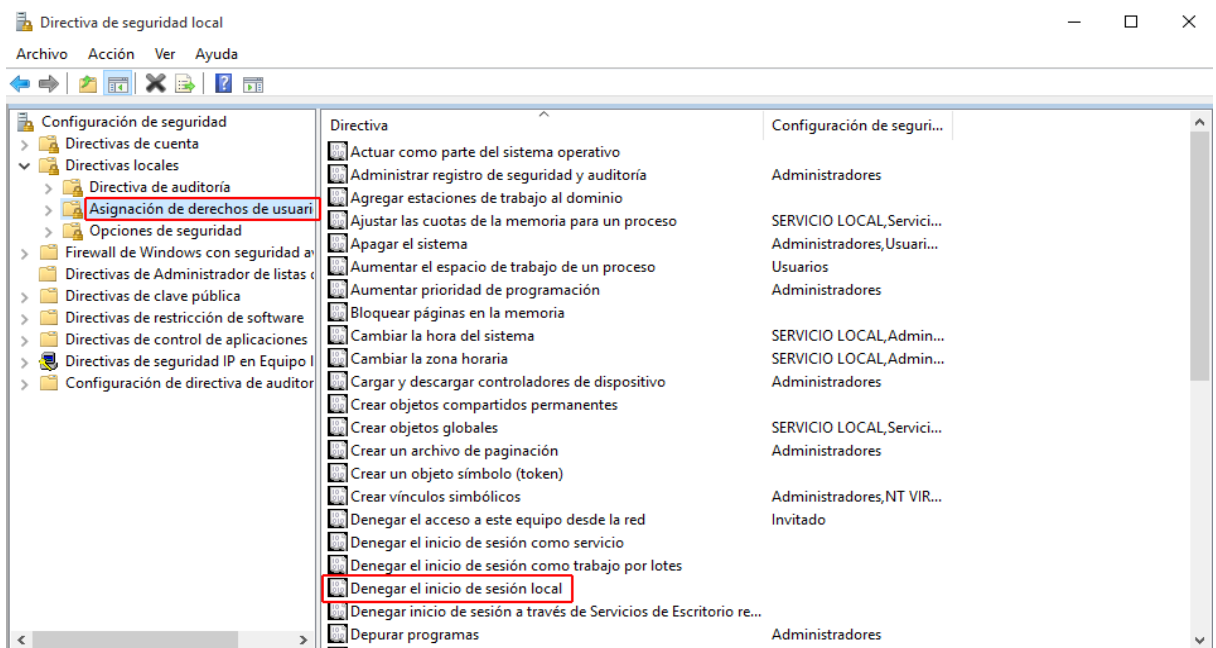 Directiva de seguridad local
Archivo Acción Ver Ayuda
Configuración de seguridad
Directivas de cuenta
Directivas locales
Directiva de auditoría
Asignación de derechos de usuari
Opciones de seguridad
Firewall de Windows con seguridad av
Directivas de Administrador de listas
Directivas de clave pública
Directivas de restricción de software
Directivas de control de aplicaciones
Directivas de seguridad IP en Equipo l
Configuración de directiva de auditor
Directiva Configuración de seguri...
Actuar como parte del sistema operativo
Administrar registro de seguridad y auditoría Administradores
Agregar estaciones de trabajo al dominio
Ajustar las cuotas de la memoria para un proceso SERVICIO LOCAL,Servici...
Apagar el sistema Administradores,Usuari...
Aumentar el espacio de trabajo de un proceso Usuarios
Aumentar prioridad de programación Administradores
Bloquear páginas en la memoria
Cambiar la hora del sistema SERVICIO LOCAL,Admin...
Cambiar la zona horaria SERVICIO LOCAL,Admin...
Cargar y descargar controladores de dispositivo Administradores
Crear objetos compartidos permanentes
Crear objetos globales SERVICIO LOCAL,Servici...
Crear un archivo de paginación Administradores
Crear un objeto símbolo (token)
Crear vínculos simbólicos Administradores,NT VIR...
Denegar el acceso a este equipo desde la red Invitado
Denegar el inicio de sesión como servicio
Denegar el inicio de sesión como trabajo por lotes
Denegar el inicio de sesión local
Denegar inicio de sesión a través de Servicios de Escritorio re...
Depurar programas Administradores